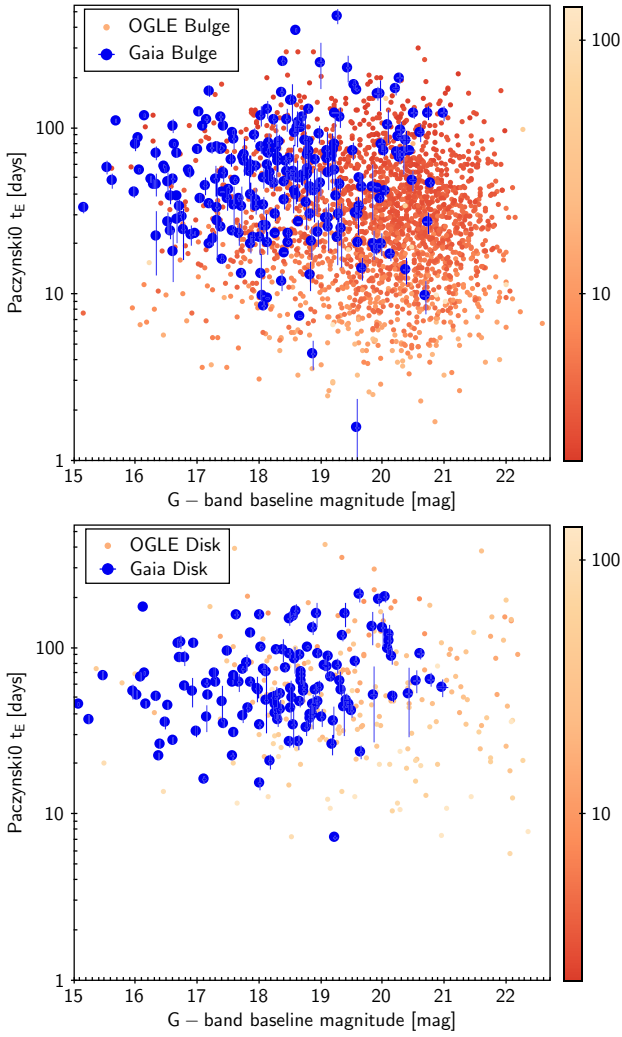 OGLE Bulge
Gaia Bulge
100
10
1
Paczynski0 t_E [days]
15 16 17 18 19 20 21 22
G − band baseline magnitude [mag]
100
10
OGLE Disk
Gaia Disk
100
10
1
Paczynski0 t_E [days]
15 16 17 18 19 20 21 22
G − band baseline magnitude [mag]
100
10